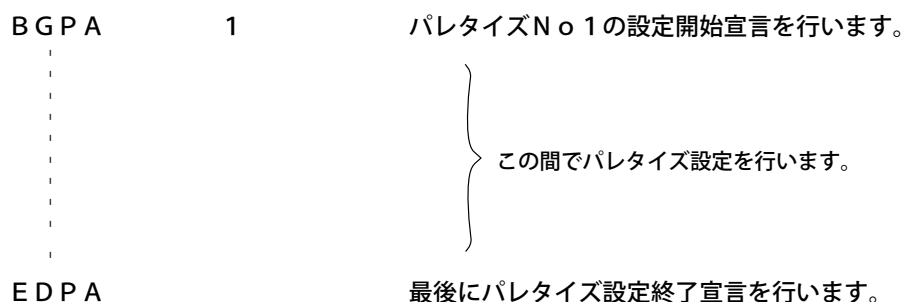 BGPA 1 パレタイズNo1の設定開始宣言を行います。
この間でパレタイズ設定を行います。
EDPA 最後にパレタイズ設定終了宣言を行います。